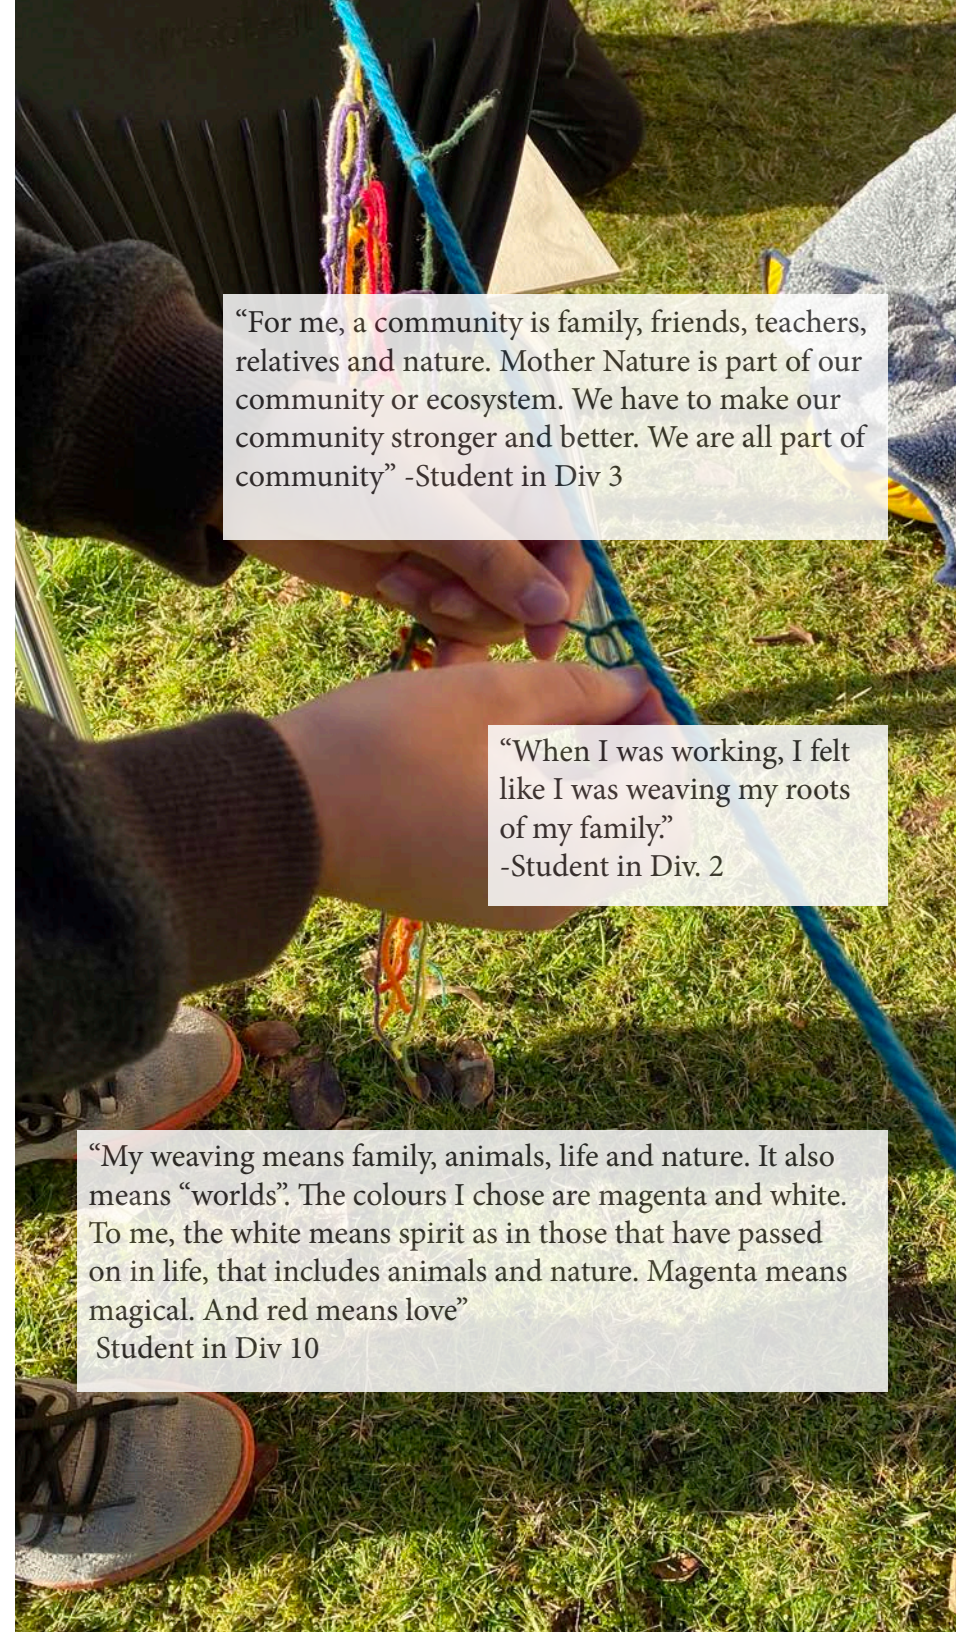 “For me, a community is family, friends, teachers,
relatives and nature. Mother Nature is part of our
community or ecosystem. We have to make our
community stronger and better. We are all part of
community” -Student in Div 3
“When I was working, I felt
like I was weaving my roots
of my family.”
-Student in Div. 2
“My weaving means family, animals, life and nature. It also
means “worlds”. The colours I chose are magenta and white.
To me, the white means spirit as in those that have passed
on in life, that includes animals and nature. Magenta means
magical. And red means love”
Student in Div 10